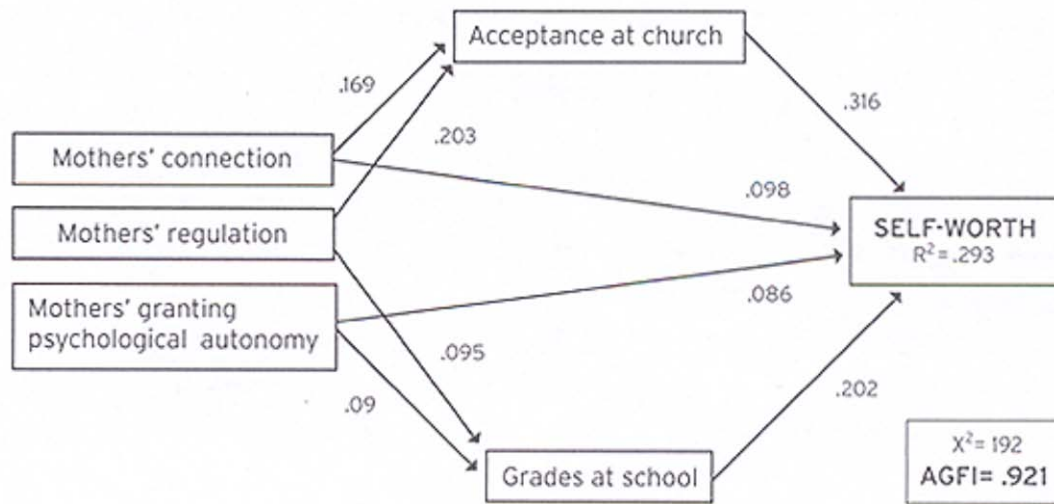 Acceptance at church
.169
.316
.203
Mothers' connection
.098
SELF-WORTH
R²= .293
Mothers' regulation
.086
Mothers' granting
psychological autonomy
.095
.09
.202
Grades at school
X²= 192
AGFI= .921